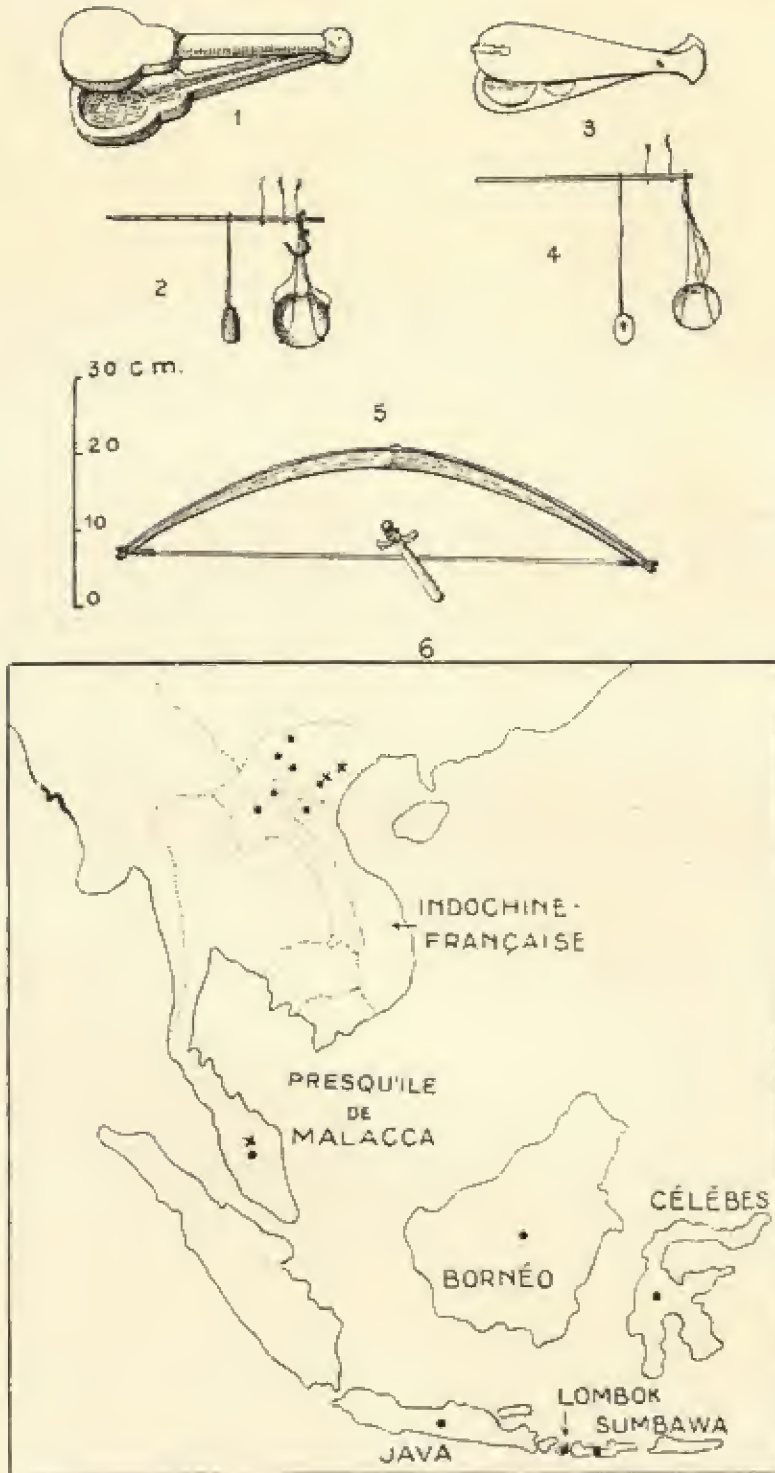 1
3
2
4
30 cm.
5
20
10
0
6
INDOCHINE-
FRANÇAISE
PRESQU'ILE
DE
MALACCA
CÉLÈBES
BORNÉO
LOMBOK
SUMBAWA
JAVA